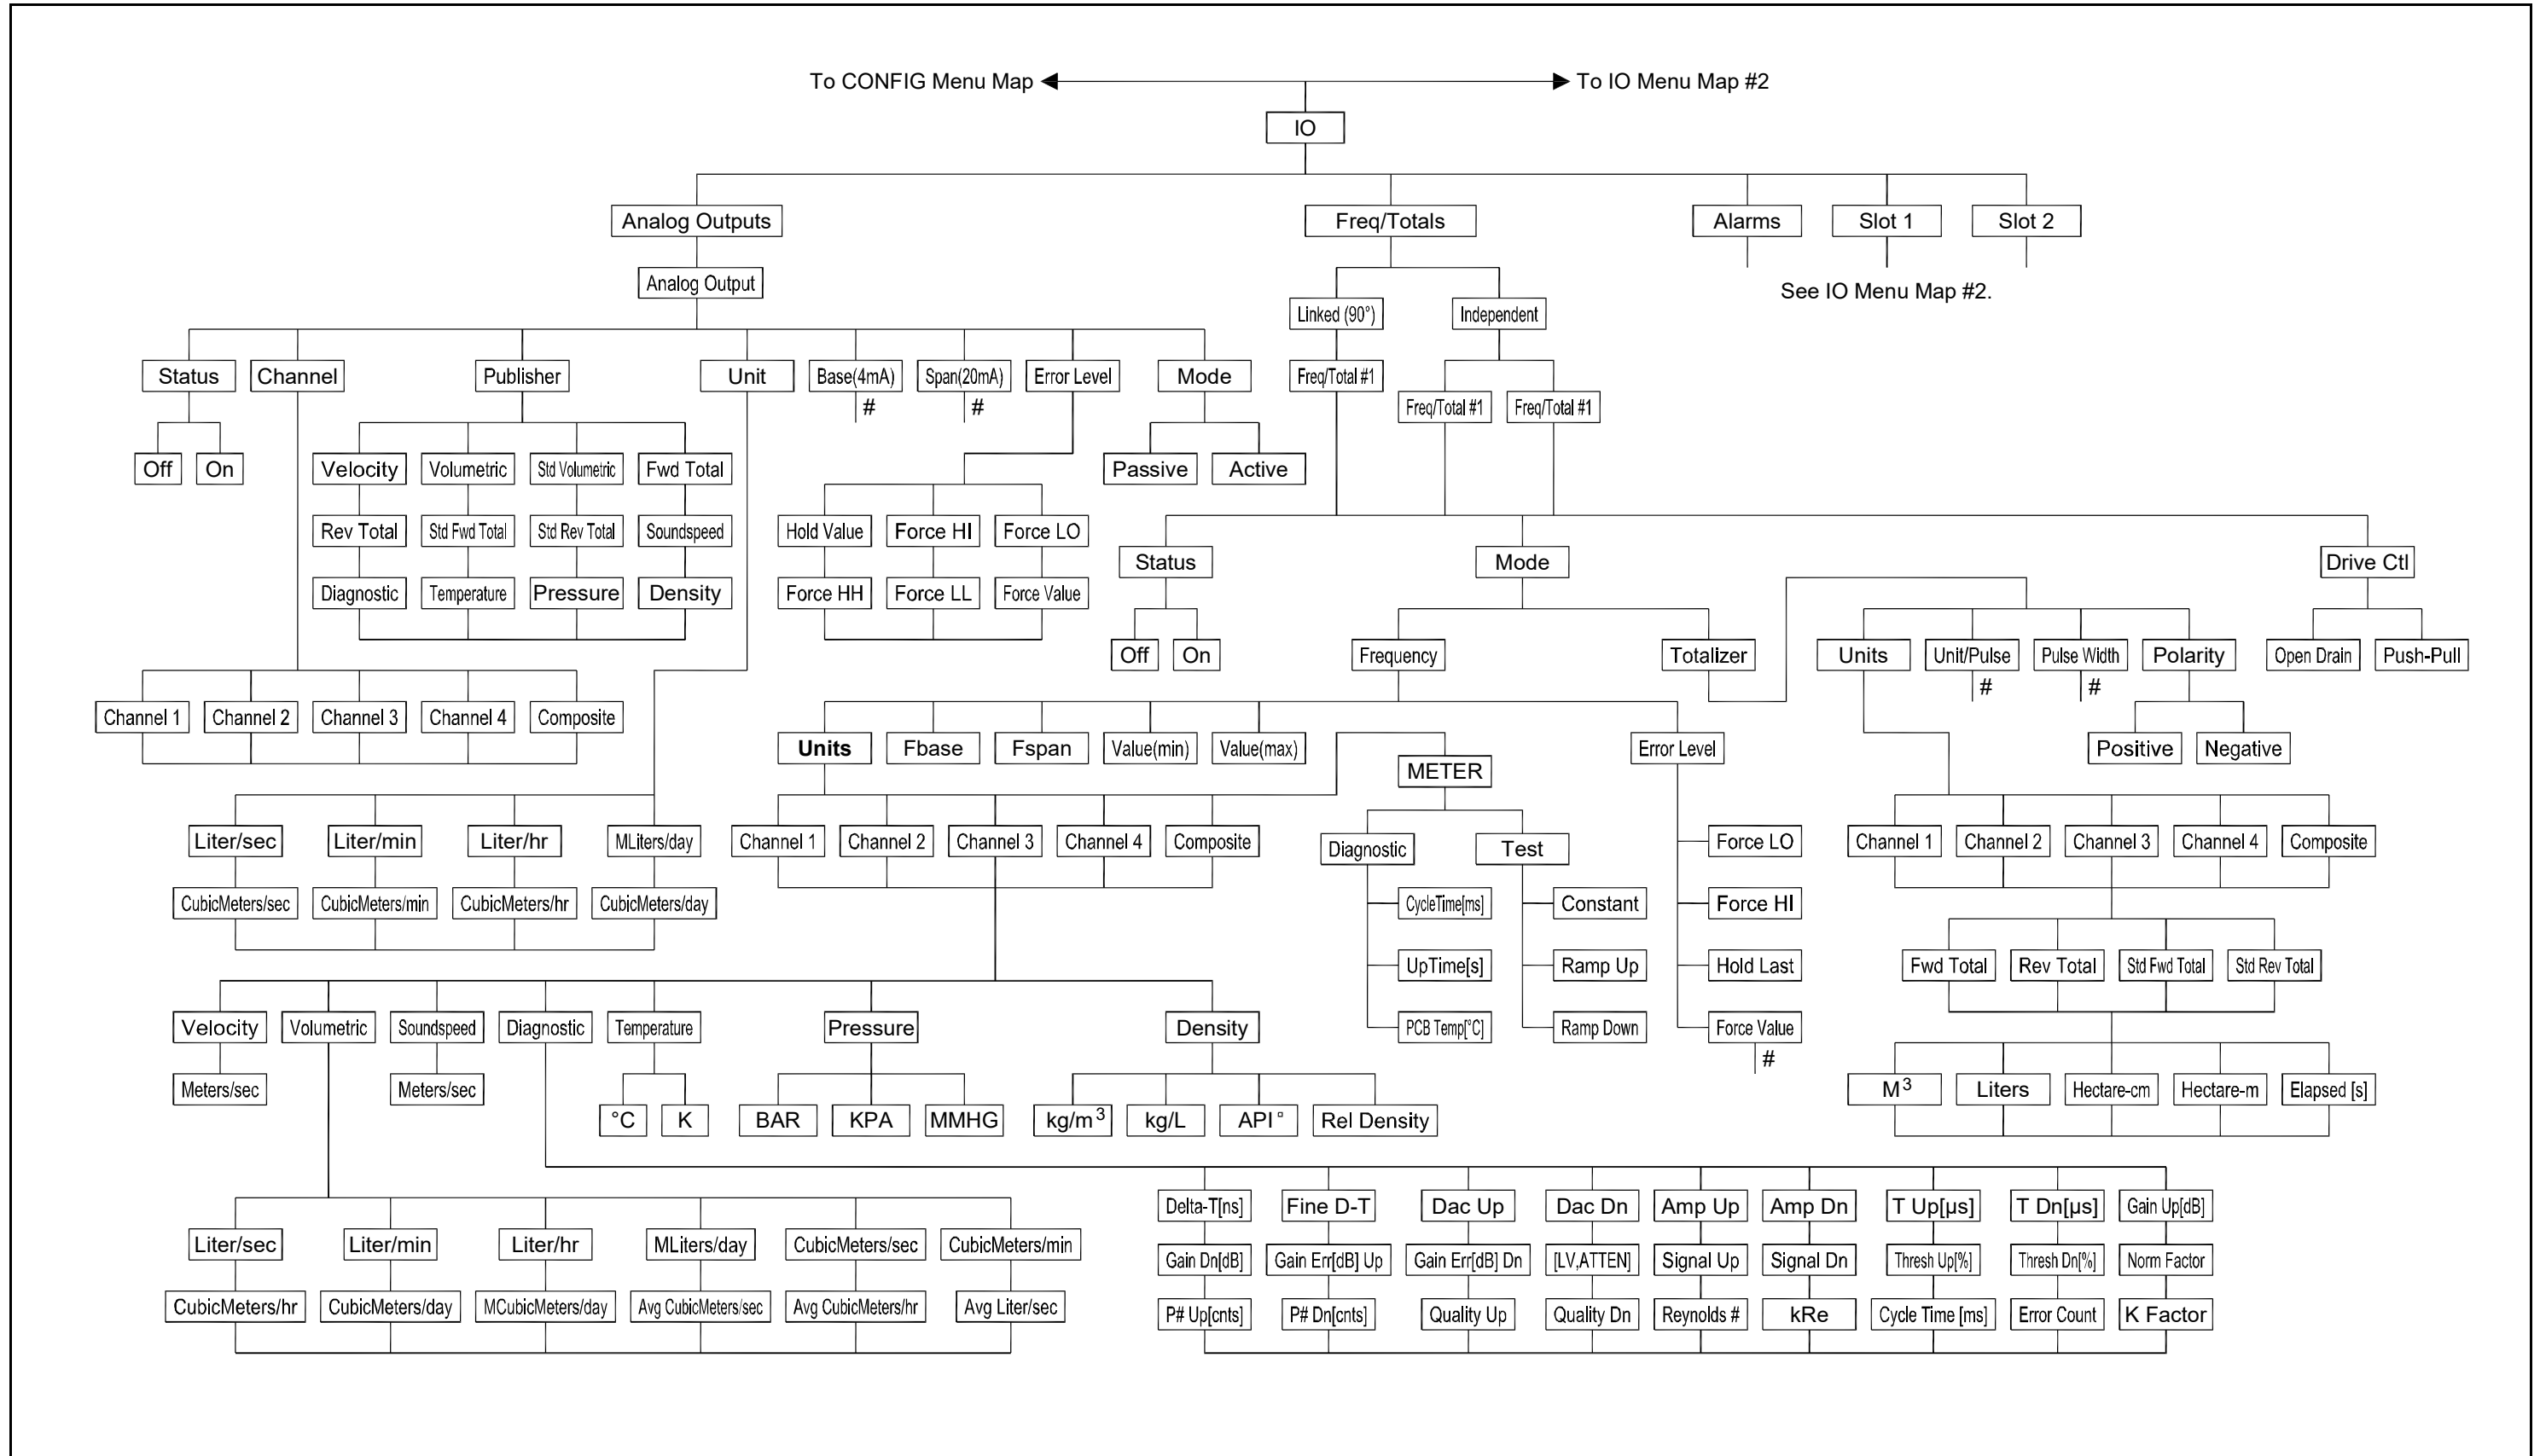 To CONFIG Menu Map
To IO Menu Map #2
IO
Analog Outputs
Freq/Totals
Alarms
Slot 1
Slot 2
Analog Output
See IO Menu Map #2.
Linked (90°)
Independent
Status
Channel
Publisher
Unit
Base(4mA)
Span(20mA)
Error Level
Mode
Freq/Total #1
#
#
Freq/Total #1
Freq/Total #1
Off
On
Velocity
Volumetric
Std Volumetric
Fwd Total
Passive
Active
Rev Total
Std Fwd Total
Std Rev Total
Soundspeed
Hold Value
Force HI
Force LO
Diagnostic
Temperature
Pressure
Density
Force HH
Force LL
Force Value
Status
Mode
Drive Ctl
Off
On
Frequency
Totalizer
Units
Unit/Pulse
Pulse Width
Polarity
Open Drain
Push-Pull
#
#
Channel 1
Channel 2
Channel 3
Channel 4
Composite
Units
Fbase
Fspan
Value(min)
Value(max)
METER
Error Level
Positive
Negative
Liter/sec
Liter/min
Liter/hr
MLiters/day
Channel 1
Channel 2
Channel 3
Channel 4
Composite
Diagnostic
Test
Force LO
Channel 1
Channel 2
Channel 3
Channel 4
Composite
CubicMeters/sec
CubicMeters/min
CubicMeters/hr
CubicMeters/day
CycleTime[ms]
Constant
Force HI
UpTime[s]
Ramp Up
Hold Last
Fwd Total
Rev Total
Std Fwd Total
Std Rev Total
Velocity
Volumetric
Soundspeed
Diagnostic
Temperature
Pressure
Density
PCB Temp[°C]
Ramp Down
Force Value
#
Meters/sec
Meters/sec
M³
Liters
Hectare-cm
Hectare-m
Elapsed [s]
°C
K
BAR
KPA
MMHG
kg/m³
kg/L
API¤
Rel Density
Delta-T[ns]
Fine D-T
Dac Up
Dac Dn
Amp Up
Amp Dn
T Up[µs]
T Dn[µs]
Gain Up[dB]
Liter/sec
Liter/min
Liter/hr
MLiters/day
CubicMeters/sec
CubicMeters/min
Gain Dn[dB]
Gain Err[dB] Up
Gain Err[dB] Dn
[LV,ATTEN]
Signal Up
Signal Dn
Thresh Up[%]
Thresh Dn[%]
Norm Factor
CubicMeters/hr
CubicMeters/day
MCubicMeters/day
Avg CubicMeters/sec
Avg CubicMeters/hr
Avg Liter/sec
P# Up[cnts]
P# Dn[cnts]
Quality Up
Quality Dn
Reynolds #
kRe
Cycle Time [ms]
Error Count
K Factor